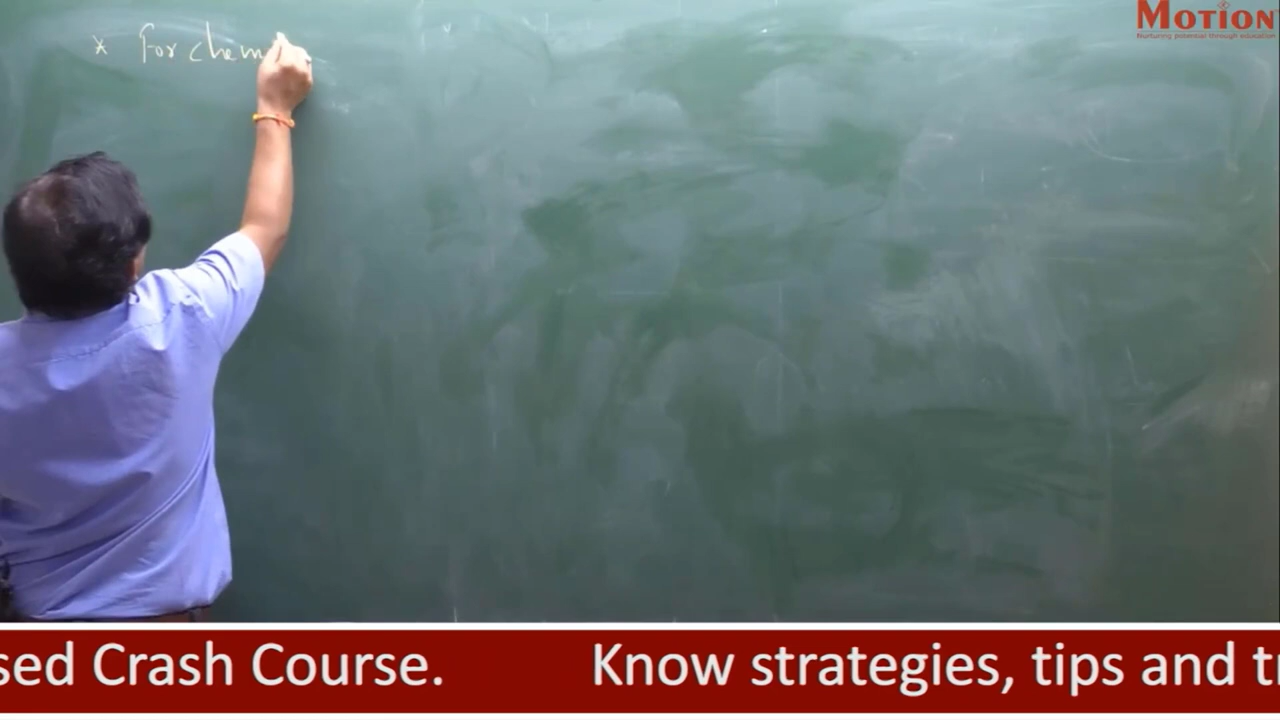 MOTION
Nurturing potential through education
* For chem
sed Crash Course. Know strategies, tips and tr